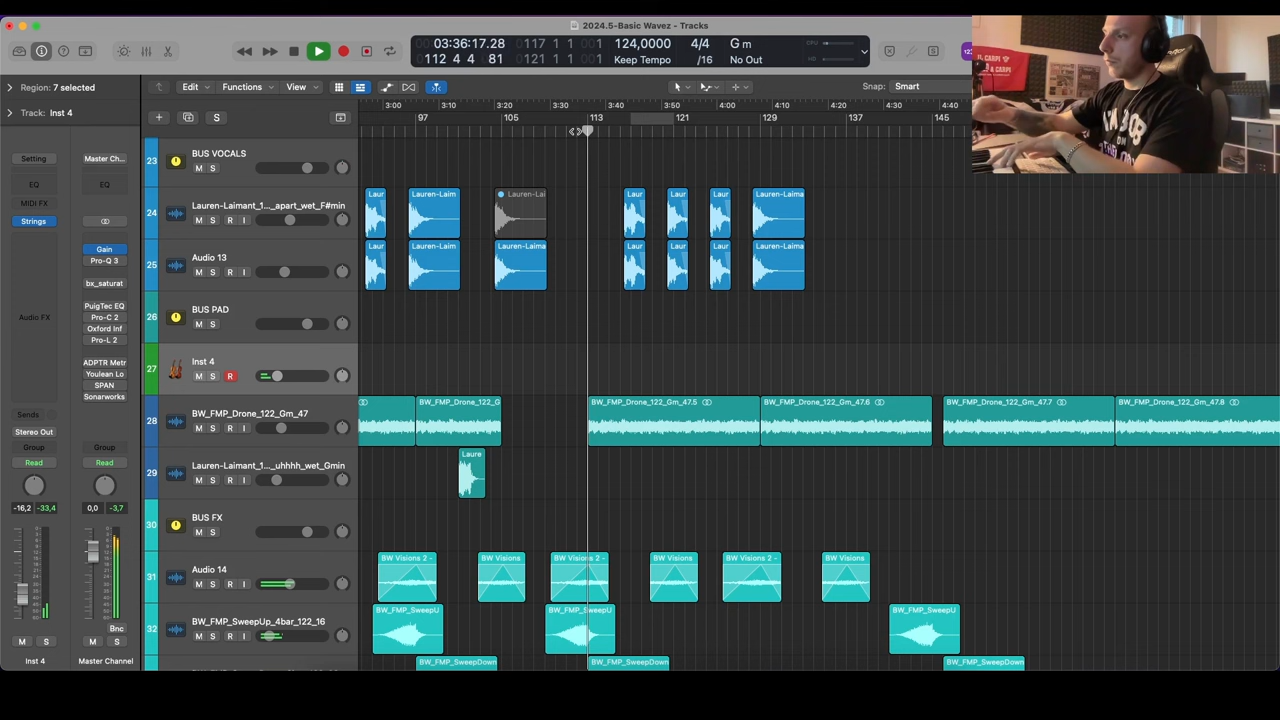 2024.5-Basic Wavez - Tracks
03:36:17.28 0117 1 1 001 124,0000 4/4 G m CPU
0112 4 4 81 0121 1 1 001 Keep Tempo /16 No Out
Region: 7 selected
Edit Functions View Snap: Smart
Track: Inst 4
3:00 3:10 3:20 3:30 3:40 3:50 4:00 4:10 4:20 4:30 4:40
97 105 113 121 129 137 145
S
Setting Master Ch...
EQ EQ
MIDI FX
Strings
Gain
Pro-Q 3
bx_saturat
Audio FX
PuigTec EQ
Pro-C 2
Oxford Inf
Pro-L 2
ADPTR Metr
Youlean Lo
SPAN
Sonarworks
Sends
Stereo Out
Group Group
Read Read
-16,2 -33,4 0,0 -3,7
Bnc
M S M S
Inst 4 Master Channel
23 BUS VOCALS
M S
24 Lauren-Laimant_1..._apart_wet_F#min
M S R I
Laur Lauren-Laim Lauren-Lai Laur Laur Laur Lauren-Laima
25 Audio 13
M S R I
Laur Lauren-Laim Lauren-Laima Laur Laur Laur Lauren-Laima
26 BUS PAD
M S
27 Inst 4
M S R
28 BW_FMP_Drone_122_Gm_47
M S R I
BW_FMP_Drone_122_G BW_FMP_Drone_122_Gm_47.5 BW_FMP_Drone_122_Gm_47.6 BW_FMP_Drone_122_Gm_47.7 BW_FMP_Drone_122_Gm_47.8
29 Lauren-Laimant_1..._uhhhh_wet_Gmin
M S R I
Laure
30 BUS FX
M S
31 Audio 14
M S R I
BW Visions 2 - BW Visions BW Visions 2 - BW Visions BW Visions 2 - BW Visions
32 BW_FMP_SweepUp_4bar_122_16
M S R I
BW_FMP_SweepU BW_FMP_SweepU BW_FMP_SweepU
BW_FMP_SweepDown BW_FMP_SweepDown BW_FMP_SweepDown